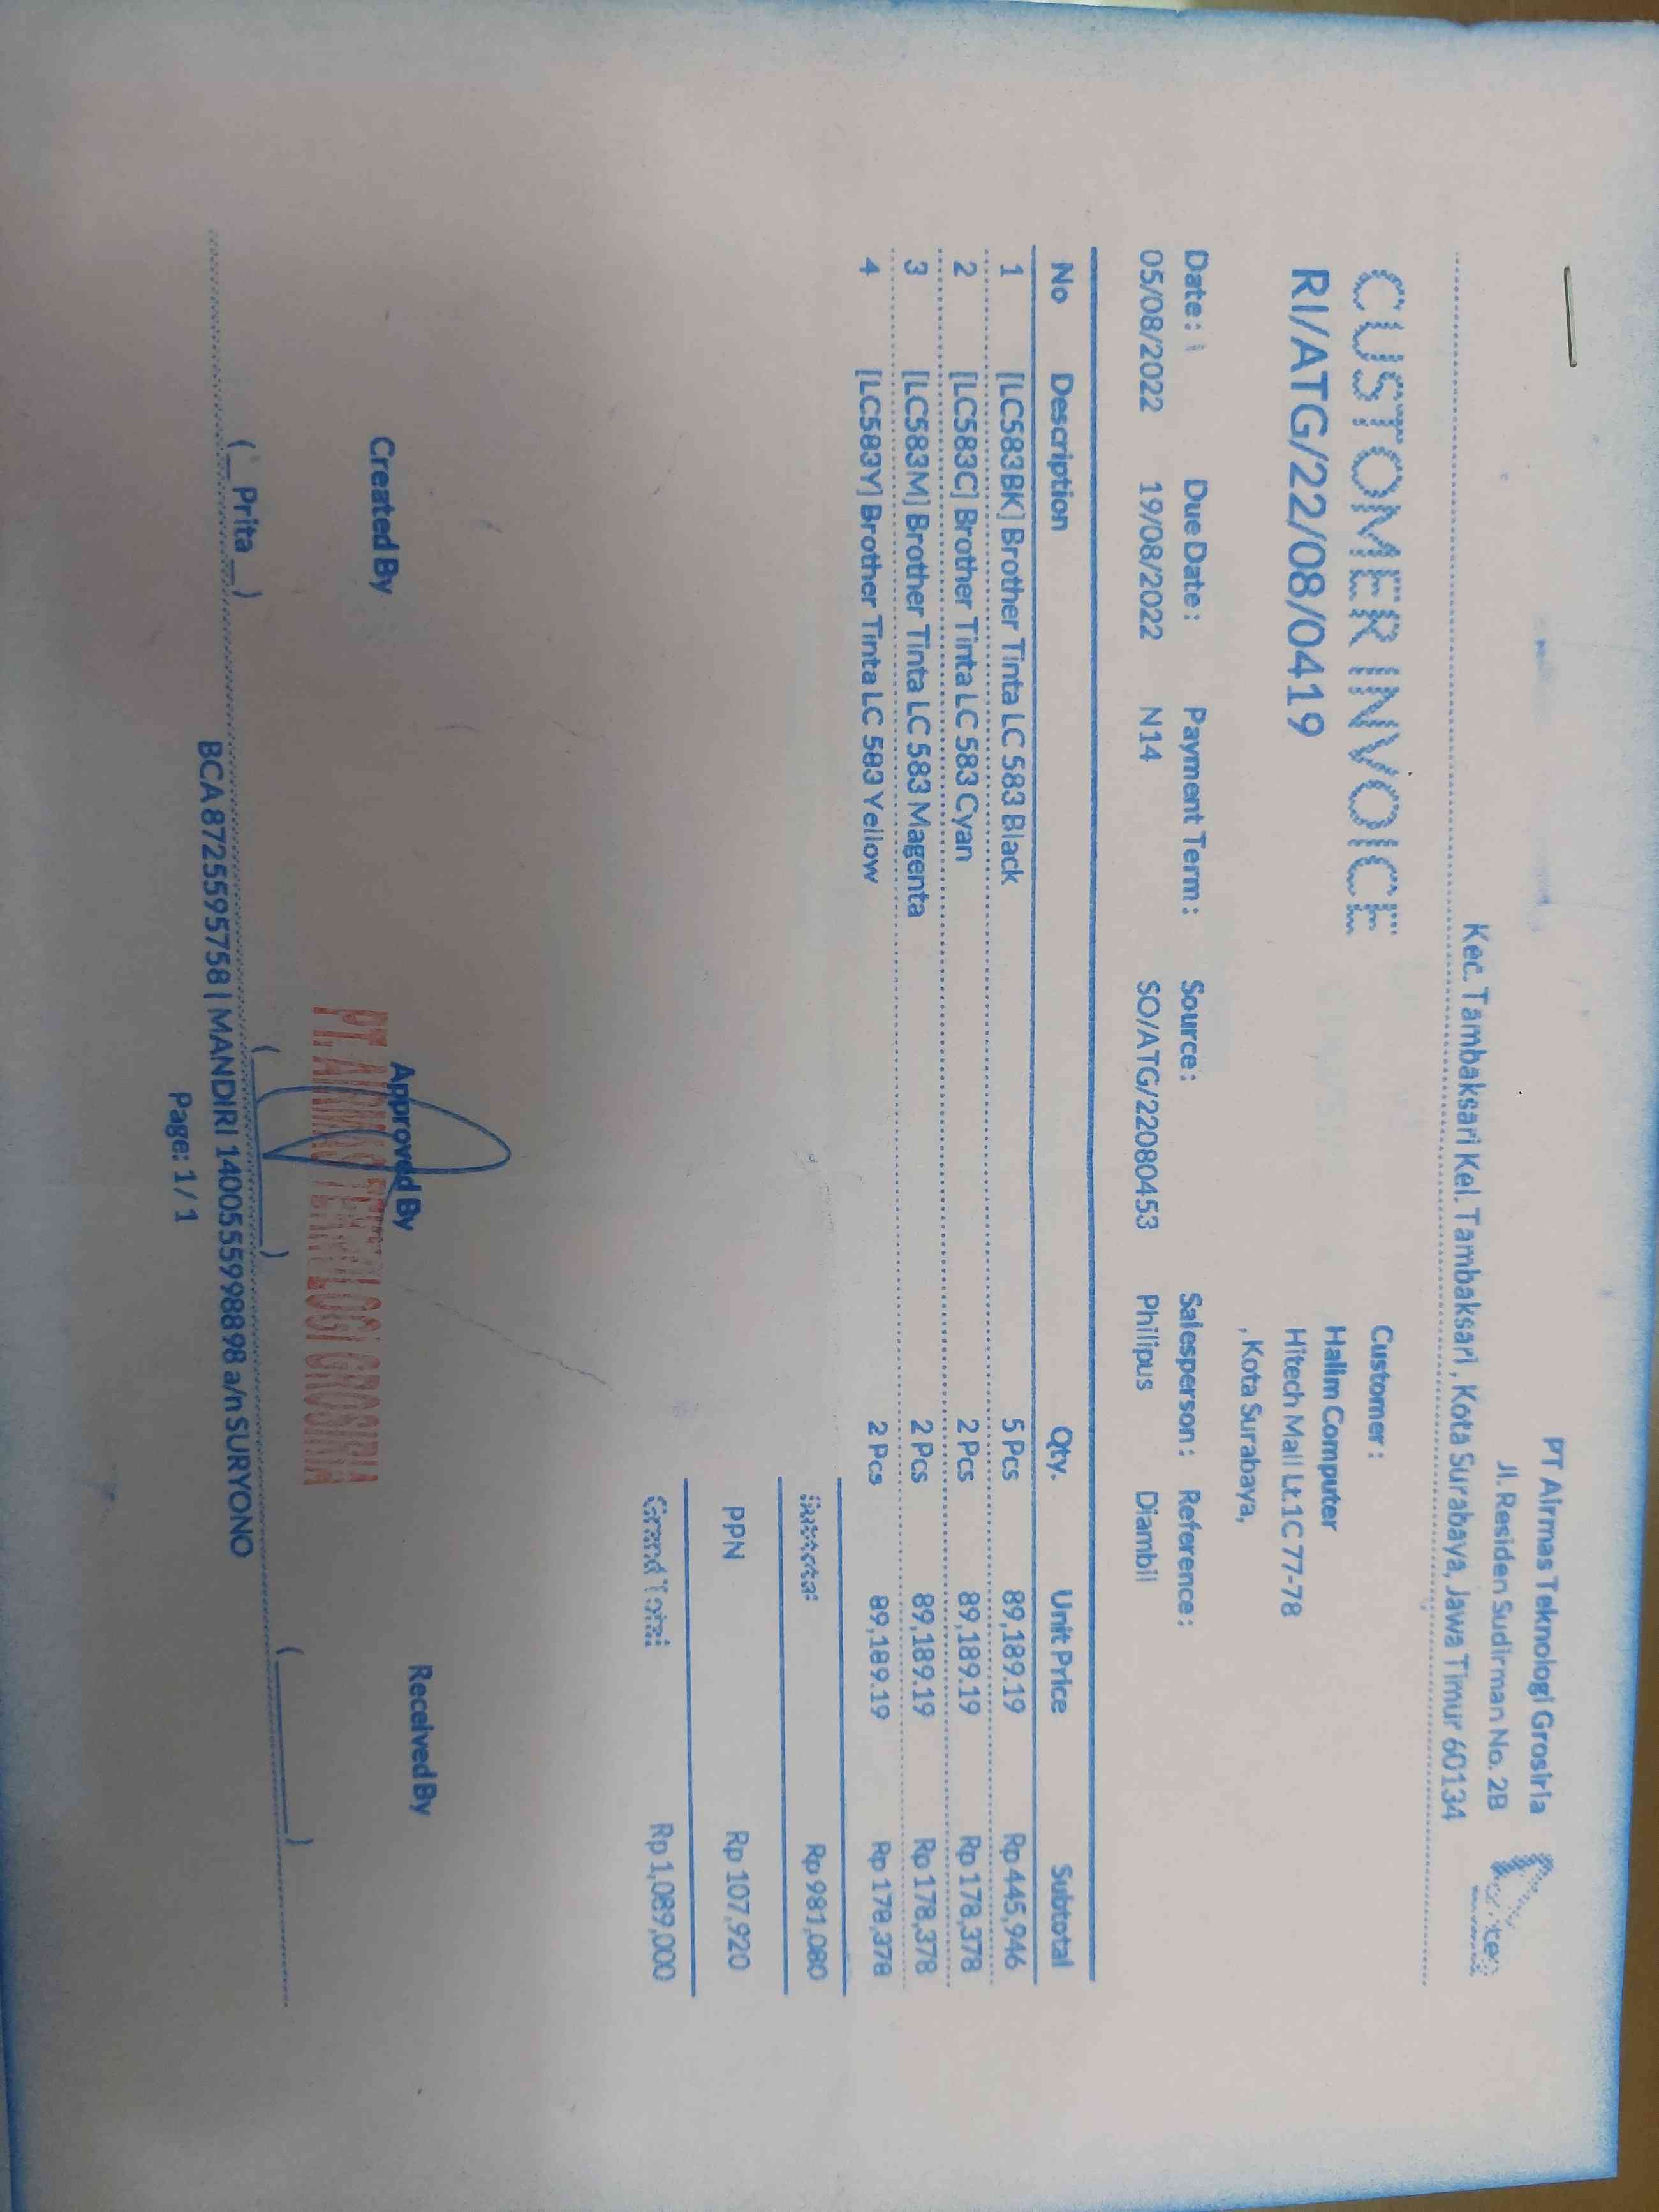 PT Airmas Teknologi Grosiria
Jl. Residen Sudirman No. 2B
Kec. Tambaksari Kel. Tambaksari, Kota Surabaya, Jawa Timur 60134
CUSTOMER INVOICE
RI/ATG/22/08/0419
Customer :
Halim Computer
Hitech Mall Lt.1C 77-78
, Kota Surabaya,
Date : Due Date : Payment Term : Source : Salesperson : Reference :
05/08/2022 19/08/2022 N14 SO/ATG/22080453 Philipus Diambil
No Description Qty. Unit Price Subtotal
1 [LC583BK] Brother Tinta LC 583 Black 5 Pcs 89,189.19 Rp 445,946
2 [LC583C] Brother Tinta LC 583 Cyan 2 Pcs 89,189.19 Rp 178,378
3 [LC583M] Brother Tinta LC 583 Magenta 2 Pcs 89,189.19 Rp 178,378
4 [LC583Y] Brother Tinta LC 583 Yellow 2 Pcs 89,189.19 Rp 178,378
Subtotal Rp 981,080
PPN Rp 107,920
Grand Total Rp 1,089,000
Created By Approved By Received By
PT. AIRMAS TEKNOLOGI GROSIRIA
(__Prita__) (________) (________)
BCA 8725595758 | MANDIRI 1400555998898 a/n SURYONO
Page: 1 / 1